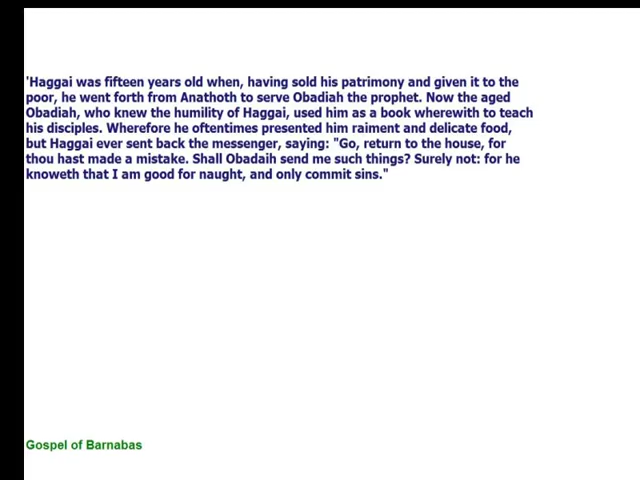 'Haggai was fifteen years old when, having sold his patrimony and given it to the
poor, he went forth from Anathoth to serve Obadiah the prophet. Now the aged
Obadiah, who knew the humility of Haggai, used him as a book wherewith to teach
his disciples. Wherefore he oftentimes presented him raiment and delicate food,
but Haggai ever sent back the messenger, saying: "Go, return to the house, for
thou hast made a mistake. Shall Obadaih send me such things? Surely not: for he
knoweth that I am good for naught, and only commit sins."
Gospel of Barnabas